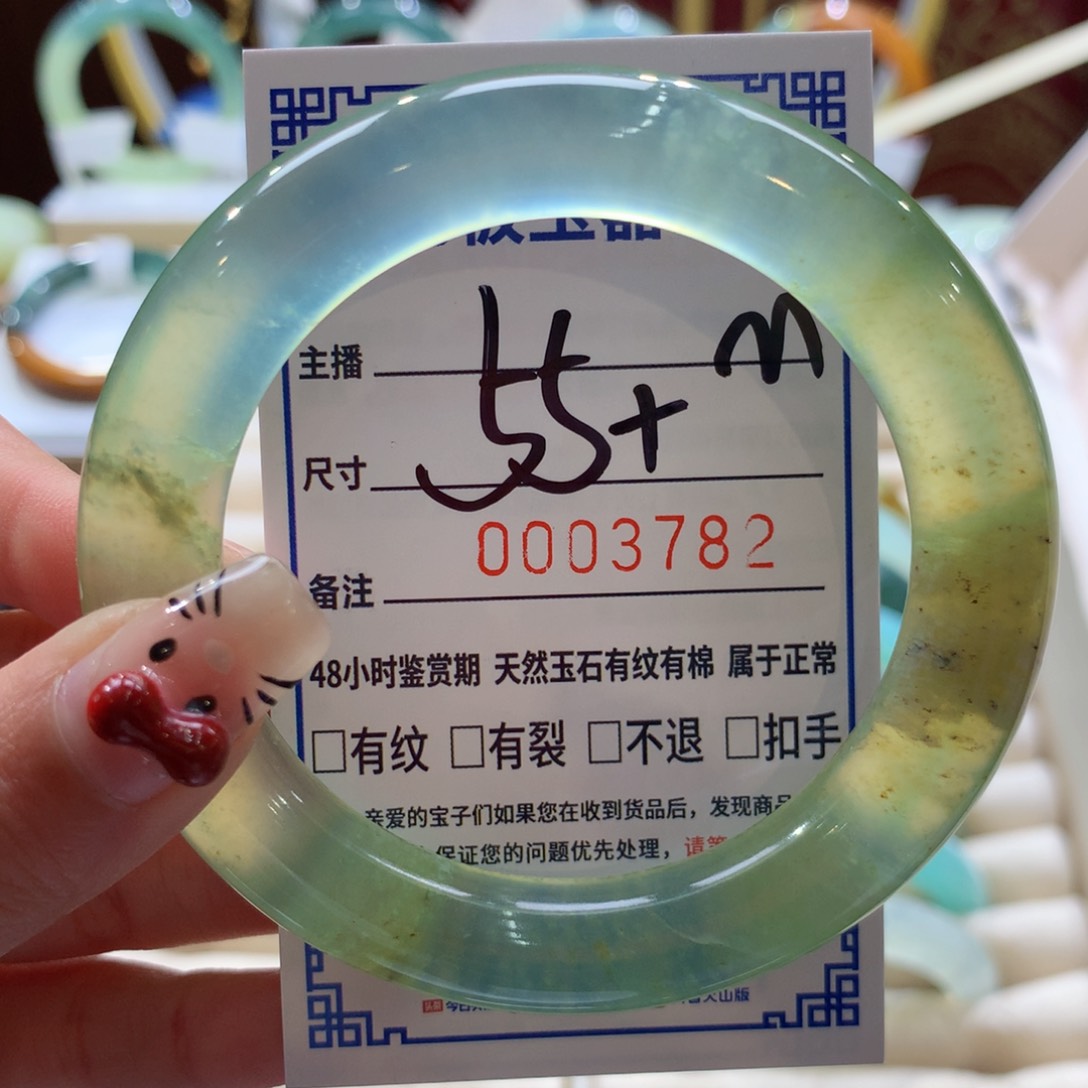 玉器
主播
55+ m
尺寸
0003782
备注
48小时鉴赏期 天然玉石有纹有棉 属于正常
□有纹 □有裂 □不退 □扣手
亲爱的宝子们如果您在收到货品后，发现商品
保证您的问题优先处理，请